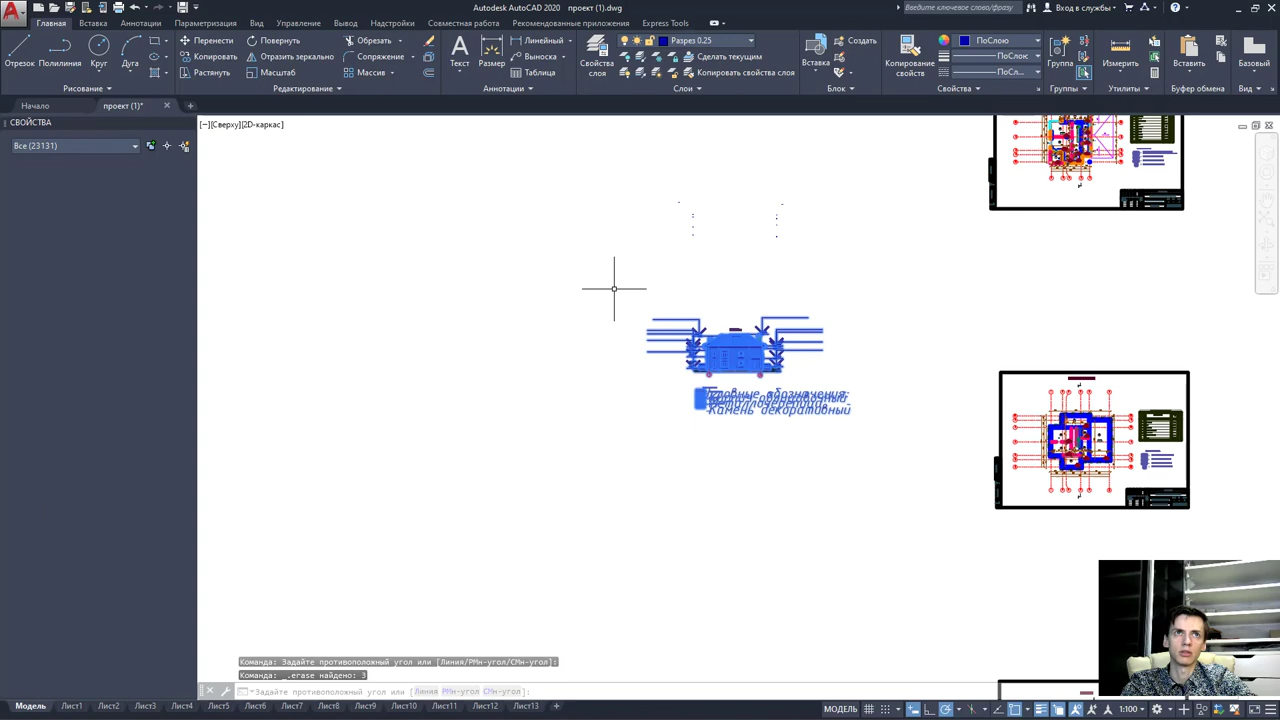 Autodesk AutoCAD 2020 проект (1).dwg
Введите ключевое слово/фразу
Вход в службы
Главная Вставка Аннотации Параметризация Вид Управление Вывод Надстройки Совместная работа Рекомендованные приложения Express Tools
Отрезок Полилиния Круг Дуга
Перенести Повернуть Обрезать
Копировать Отразить зеркально Сопряжение
Растянуть Масштаб Массив
Текст Размер
Линейный
Выноска
Таблица
Свойства слоя
Разрез 0.25
Сделать текущим
Копировать свойства слоя
Вставка
Создать
Копирование свойств
ПоСлою
ПоСлою
ПоСл...
Группа Измерить Вставить Базовый
Рисование Редактирование Аннотации Слои Блок Свойства Группы Утилиты Буфер обмена Вид
Начало проект (1)*
СВОЙСТВА
[−][Сверху][2D-каркас]
Все (23131)
Условные обозначения
Камень декоративный
Команда: Задайте противоположный угол или [Линия/РМн-угол/СМн-угол]:
Команда: _.erase найдено: 3
Задайте противоположный угол или [Линия РМн-угол СМн-угол]:
Модель Лист1 Лист2 Лист3 Лист4 Лист5 Лист6 Лист7 Лист8 Лист9 Лист10 Лист11 Лист12 Лист13 +
МОДЕЛЬ 1:100